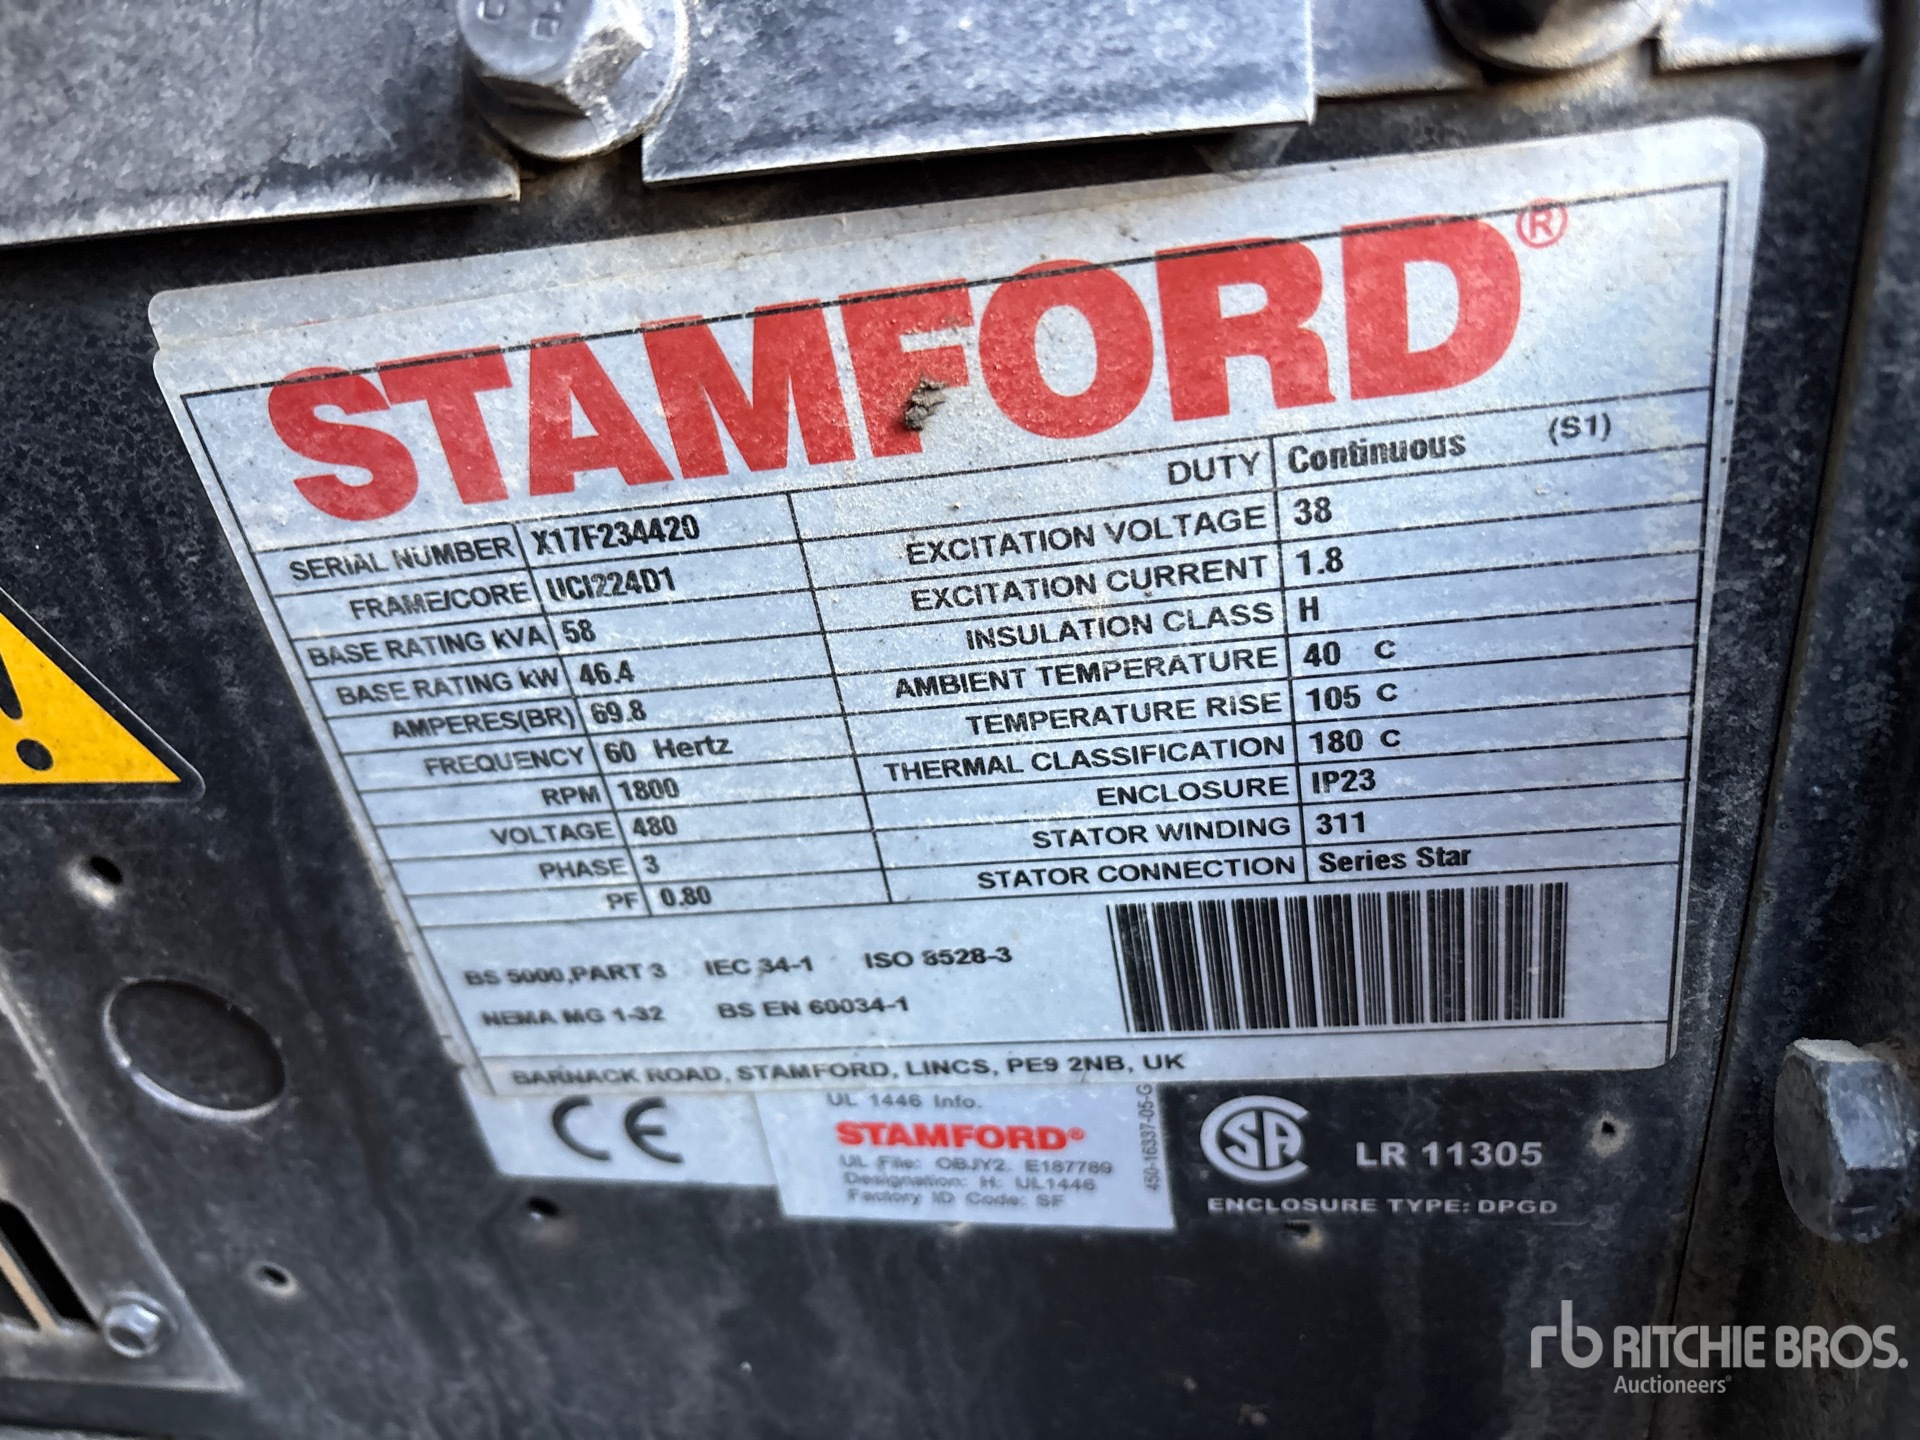 STAMFORD®
SERIAL NUMBER X17F234420
FRAME/CORE UCI224D1
BASE RATING KVA 58
BASE RATING KW 46.4
AMPERES(BR) 69.8
FREQUENCY 60 Hertz
RPM 1800
VOLTAGE 480
PHASE 3
PF 0.80
DUTY Continuous (S1)
EXCITATION VOLTAGE 38
EXCITATION CURRENT 1.8
INSULATION CLASS H
AMBIENT TEMPERATURE 40 C
TEMPERATURE RISE 105 C
THERMAL CLASSIFICATION 180 C
ENCLOSURE IP23
STATOR WINDING 311
STATOR CONNECTION Series Star
BS 5000,PART 3 IEC 34-1 ISO 8528-3
NEMA MG 1-32 BS EN 60034-1
BARNACK ROAD, STAMFORD, LINCS, PE9 2NB, UK
CE
UL 1446 Info.
STAMFORD®
UL File: OBJY2. E187789
Designation: H: UL1446
Factory ID Code: SF
450-16337-05-G
CSA LR 11305
ENCLOSURE TYPE: DPGD
rb RITCHIE BROS.
Auctioneers